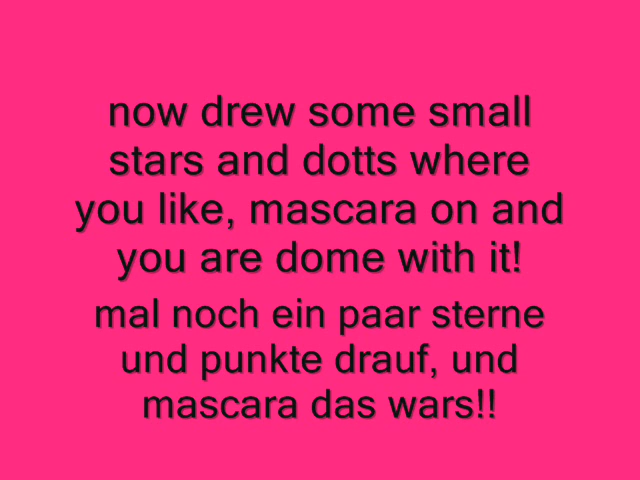 now drew some small
stars and dotts where
you like, mascara on and
you are dome with it!
mal noch ein paar sterne
und punkte drauf, und
mascara das wars!!